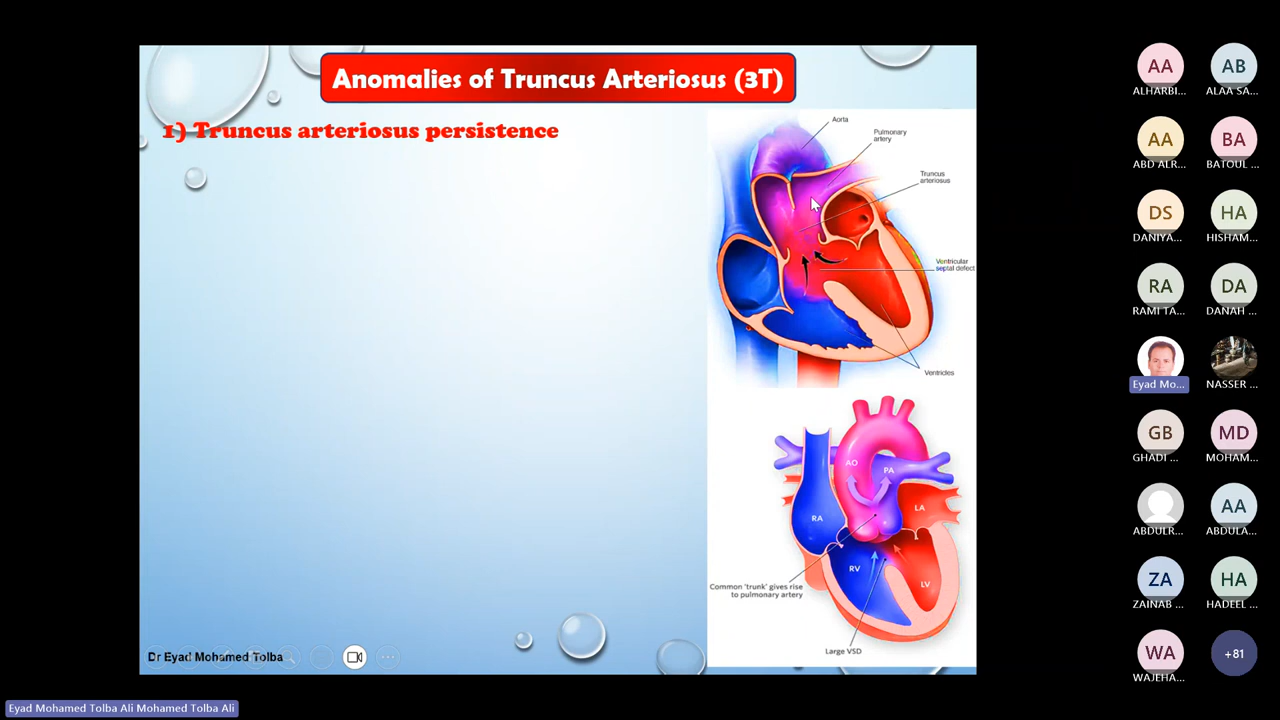 Anomalies of Truncus Arteriosus (3T)
1) Truncus arteriosus persistence
Aorta
Pulmonary
artery
Truncus
arteriosus
Ventricular
septal defect
Ventricles
AO
PA
RA
LA
RV
LV
Common 'trunk' gives rise
to pulmonary artery
Large VSD
Dr Eyad Mohamed Tolba
AA
AB
ALHARBI...
ALAA SA...
AA
BA
ABD ALR...
BATOUL ...
DS
HA
DANIYA...
HISHAM...
RA
DA
RAMI TA...
DANAH ...
Eyad Mo...
NASSER ...
GB
MD
GHADI ...
MOHAM...
AA
ABDULR...
ABDULA...
ZA
HA
ZAINAB ...
HADEEL ...
WA
+81
WAJEHA...
Eyad Mohamed Tolba Ali Mohamed Tolba Ali